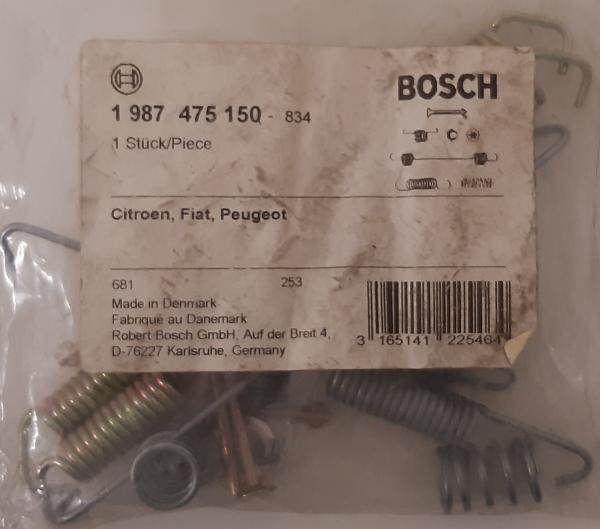 BOSCH
1 987 475 150 - 834
1 Stück/Piece
Citroen, Fiat, Peugeot
681 253
Made in Denmark
Fabriqué au Danemark
Robert Bosch GmbH, Auf der Breit 4,
D-76227 Karlsruhe, Germany
3 165141 225464